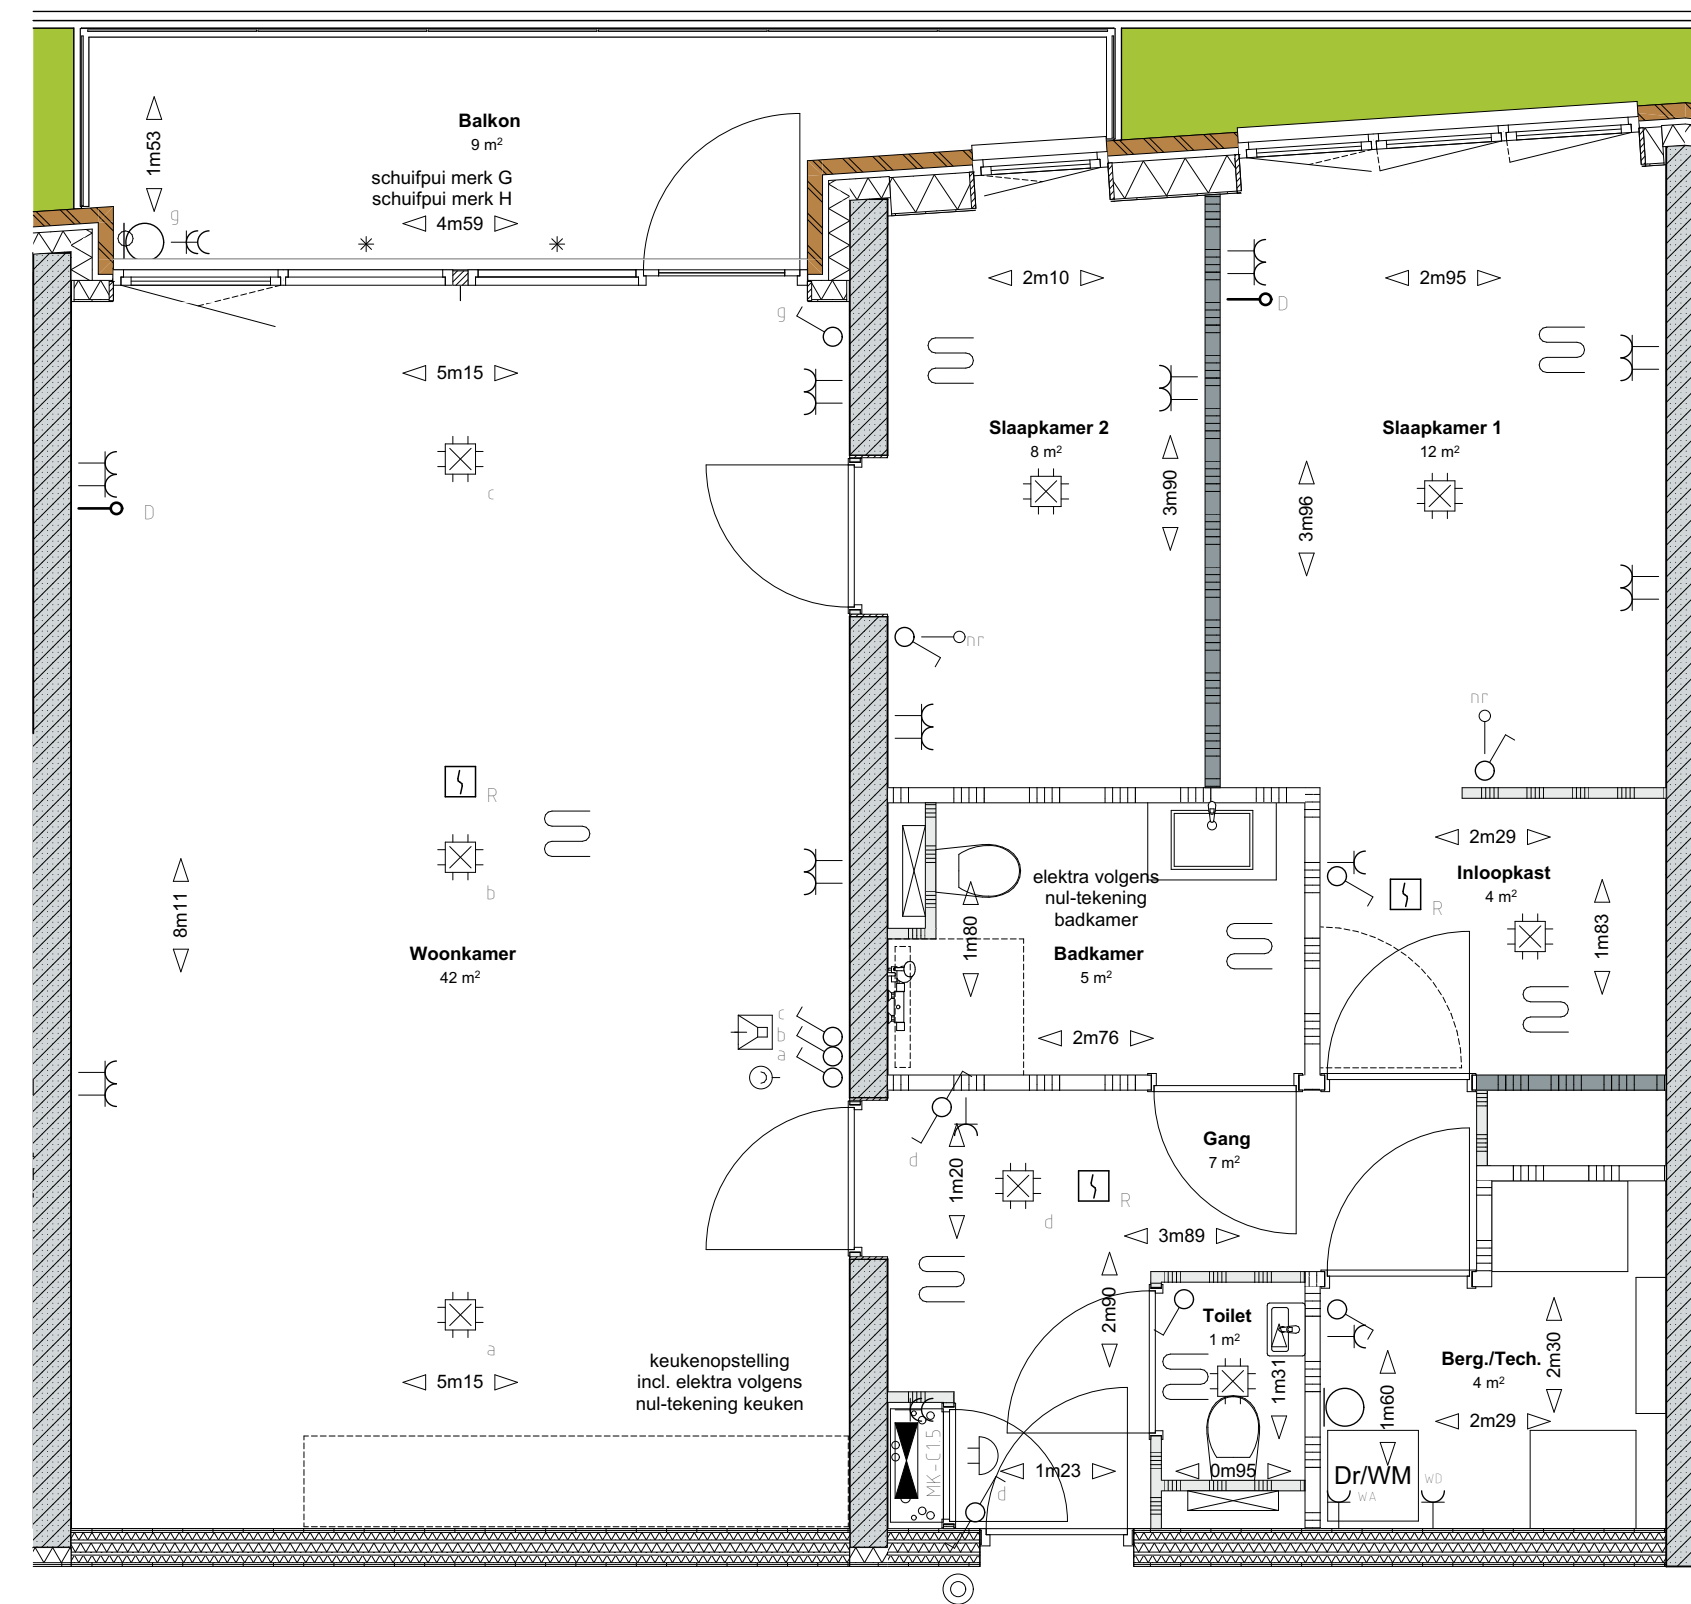 Balkon
9 m²
1m53
schuifpui merk G
schuifpui merk H
4m59
g
g
5m15
c
D
2m10
Slaapkamer 2
8 m²
3m90
nr
2m95
D
Slaapkamer 1
12 m²
3m96
nr
R
b
8m11
Woonkamer
42 m²
c
b
a
a
5m15
keukenopstelling
incl. elektra volgens
nul-tekening keuken
elektra volgens
nul-tekening
badkamer
1m80
Badkamer
5 m²
2m76
2m29
Inloopkast
4 m²
R
1m83
d
1m20
Gang
7 m²
R
d
3m89
2m90
Toilet
1 m²
1m31
0m95
Berg./Tech.
4 m²
2m30
1m60
2m29
Dr/WM
WA
WD
MK-C15
1m23
d